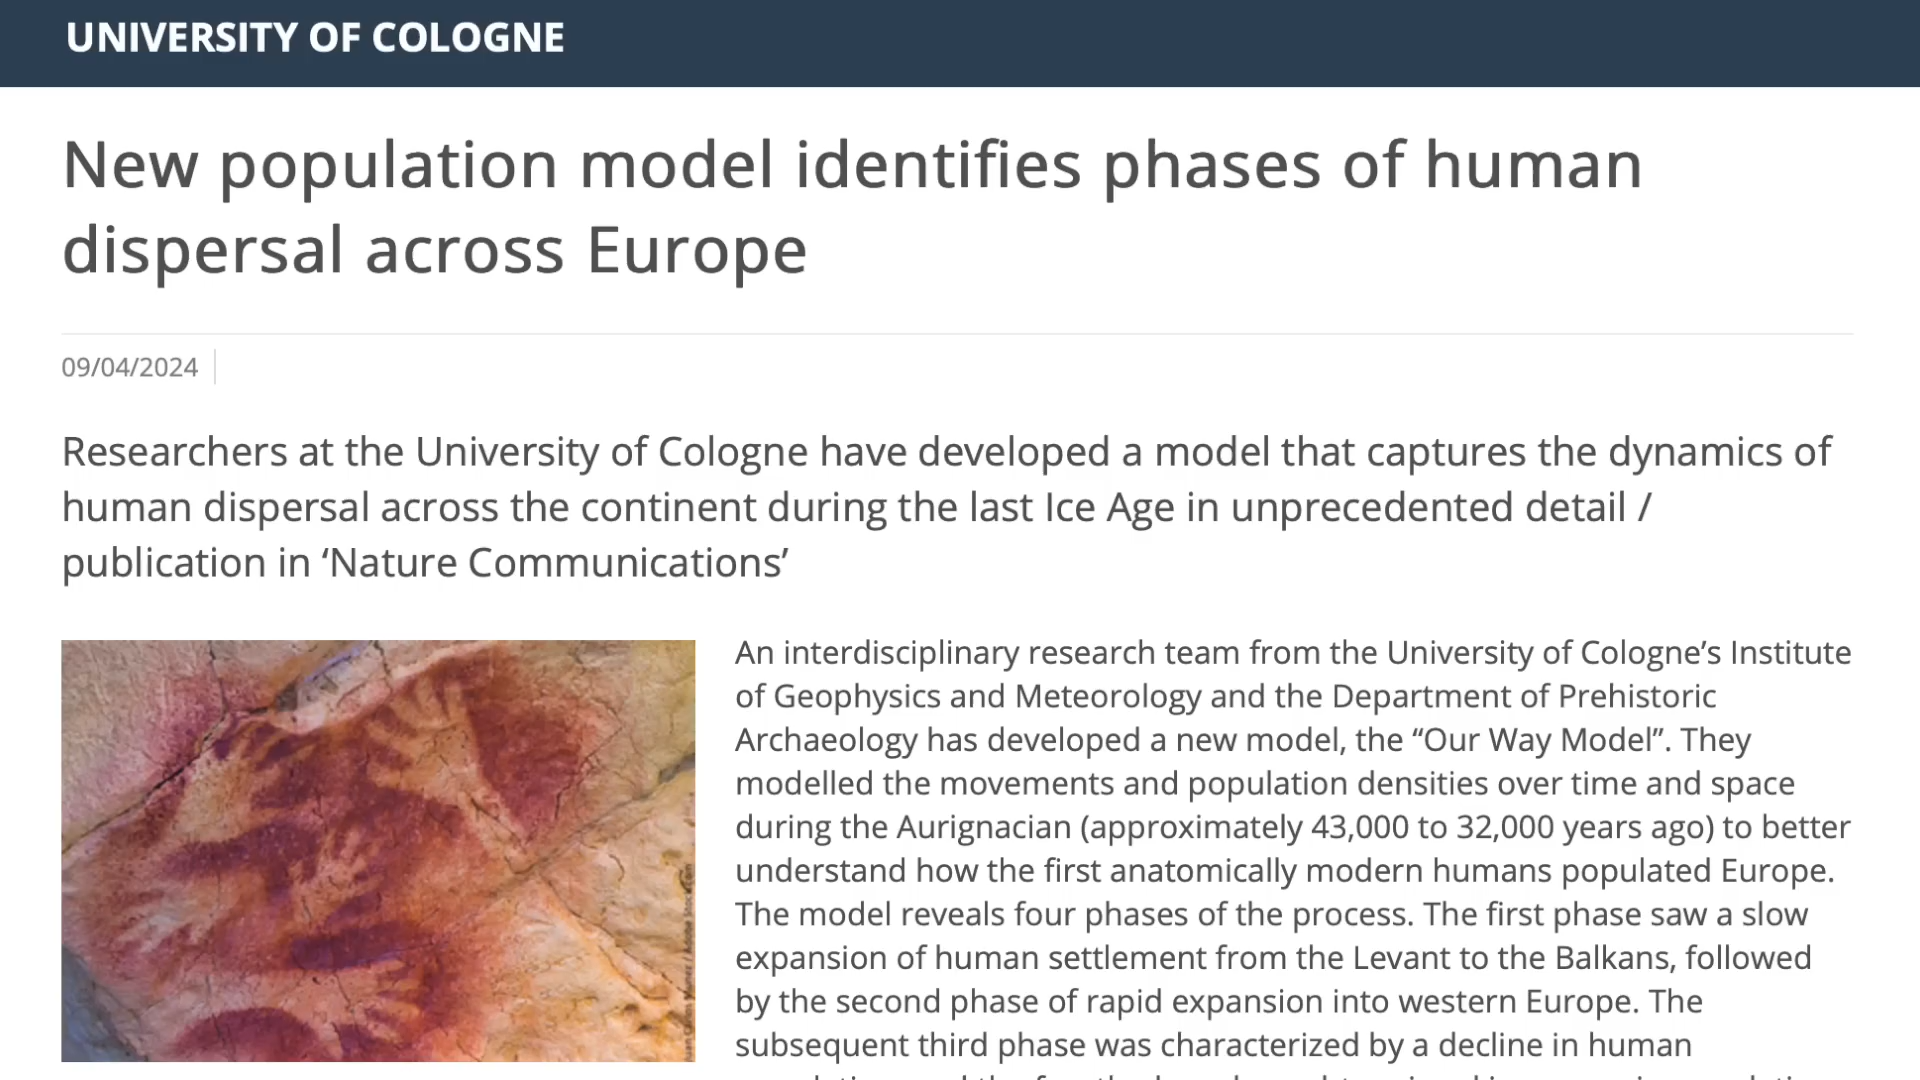 UNIVERSITY OF COLOGNE
New population model identifies phases of human
dispersal across Europe
09/04/2024
Researchers at the University of Cologne have developed a model that captures the dynamics of
human dispersal across the continent during the last Ice Age in unprecedented detail /
publication in ‘Nature Communications’
An interdisciplinary research team from the University of Cologne’s Institute
of Geophysics and Meteorology and the Department of Prehistoric
Archaeology has developed a new model, the “Our Way Model”. They
modelled the movements and population densities over time and space
during the Aurignacian (approximately 43,000 to 32,000 years ago) to better
understand how the first anatomically modern humans populated Europe.
The model reveals four phases of the process. The first phase saw a slow
expansion of human settlement from the Levant to the Balkans, followed
by the second phase of rapid expansion into western Europe. The
subsequent third phase was characterized by a decline in human